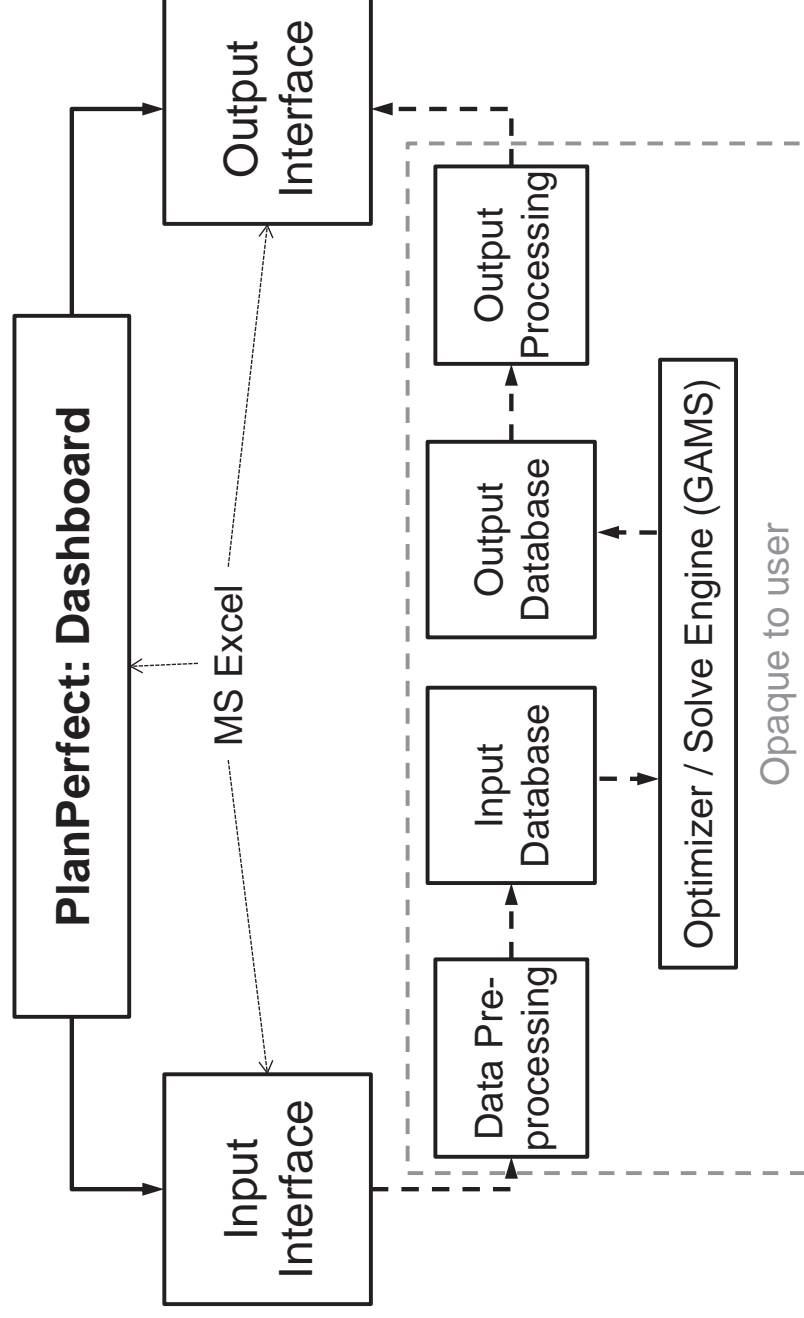 PlanPerfect: Dashboard
Input
Interface
MS Excel
Output
Interface
Data Pre-
processing
Input
Database
Output
Database
Output
Processing
Optimizer / Solve Engine (GAMS)
Opaque to user